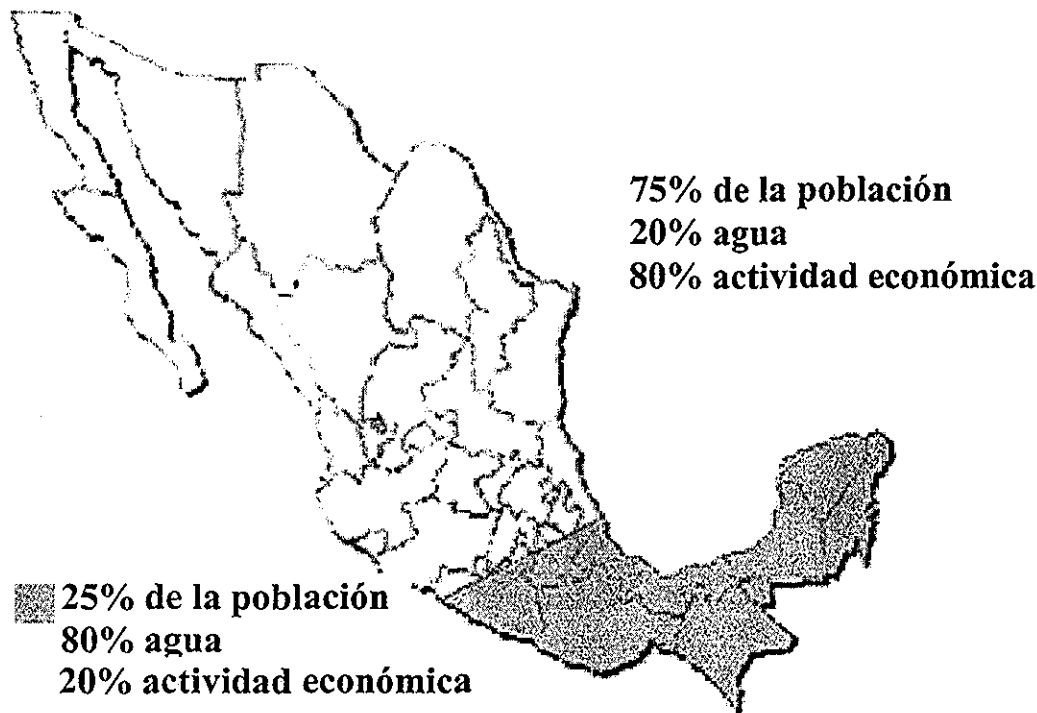 75% de la población
20% agua
80% actividad económica
25% de la población
80% agua
20% actividad económica